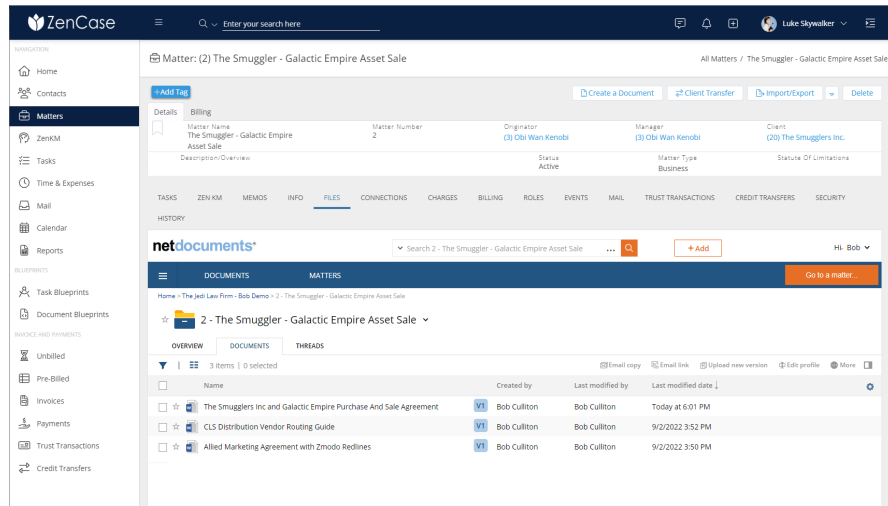 ZenCase
Enter your search here
Luke Skywalker
NAVIGATION
Home
Contacts
Matters
ZenKM
Tasks
Time & Expenses
Mail
Calendar
Reports
BLUEPRINTS
Task Blueprints
Document Blueprints
INVOICE AND PAYMENTS
Unbilled
Pre-Billed
Invoices
Payments
Trust Transactions
Credit Transfers
Matter: (2) The Smuggler - Galactic Empire Asset Sale
All Matters / The Smuggler - Galactic Empire Asset Sale
+Add Tag
Create a Document Client Transfer Import/Export Delete
Details Billing
Matter Name Matter Number Originator Manager Client
The Smuggler - Galactic Empire 2 (3) Obi Wan Kenobi (3) Obi Wan Kenobi (20) The Smugglers Inc.
Asset Sale
Description/Overview Status Matter Type Statute Of Limitations
Active Business
TASKS ZEN KM MEMOS INFO FILES CONNECTIONS CHARGES BILLING ROLES EVENTS MAIL TRUST TRANSACTIONS CREDIT TRANSFERS SECURITY
HISTORY
netdocuments Search 2 - The Smuggler - Galactic Empire Asset Sale ... + Add Hi- Bob
DOCUMENTS MATTERS Go to a matter...
Home > The Jedi Law Firm - Bob Demo > 2 - The Smuggler - Galactic Empire Asset Sale
2 - The Smuggler - Galactic Empire Asset Sale
OVERVIEW DOCUMENTS THREADS
3 items | 0 selected Email copy Email link Upload new version Edit profile More
Name Created by Last modified by Last modified date
The Smugglers Inc and Galactic Empire Purchase And Sale Agreement V1 Bob Culliton Bob Culliton Today at 6:01 PM
CLS Distribution Vendor Routing Guide V1 Bob Culliton Bob Culliton 9/2/2022 3:52 PM
Allied Marketing Agreement with Zmodo Redlines V1 Bob Culliton Bob Culliton 9/2/2022 3:50 PM